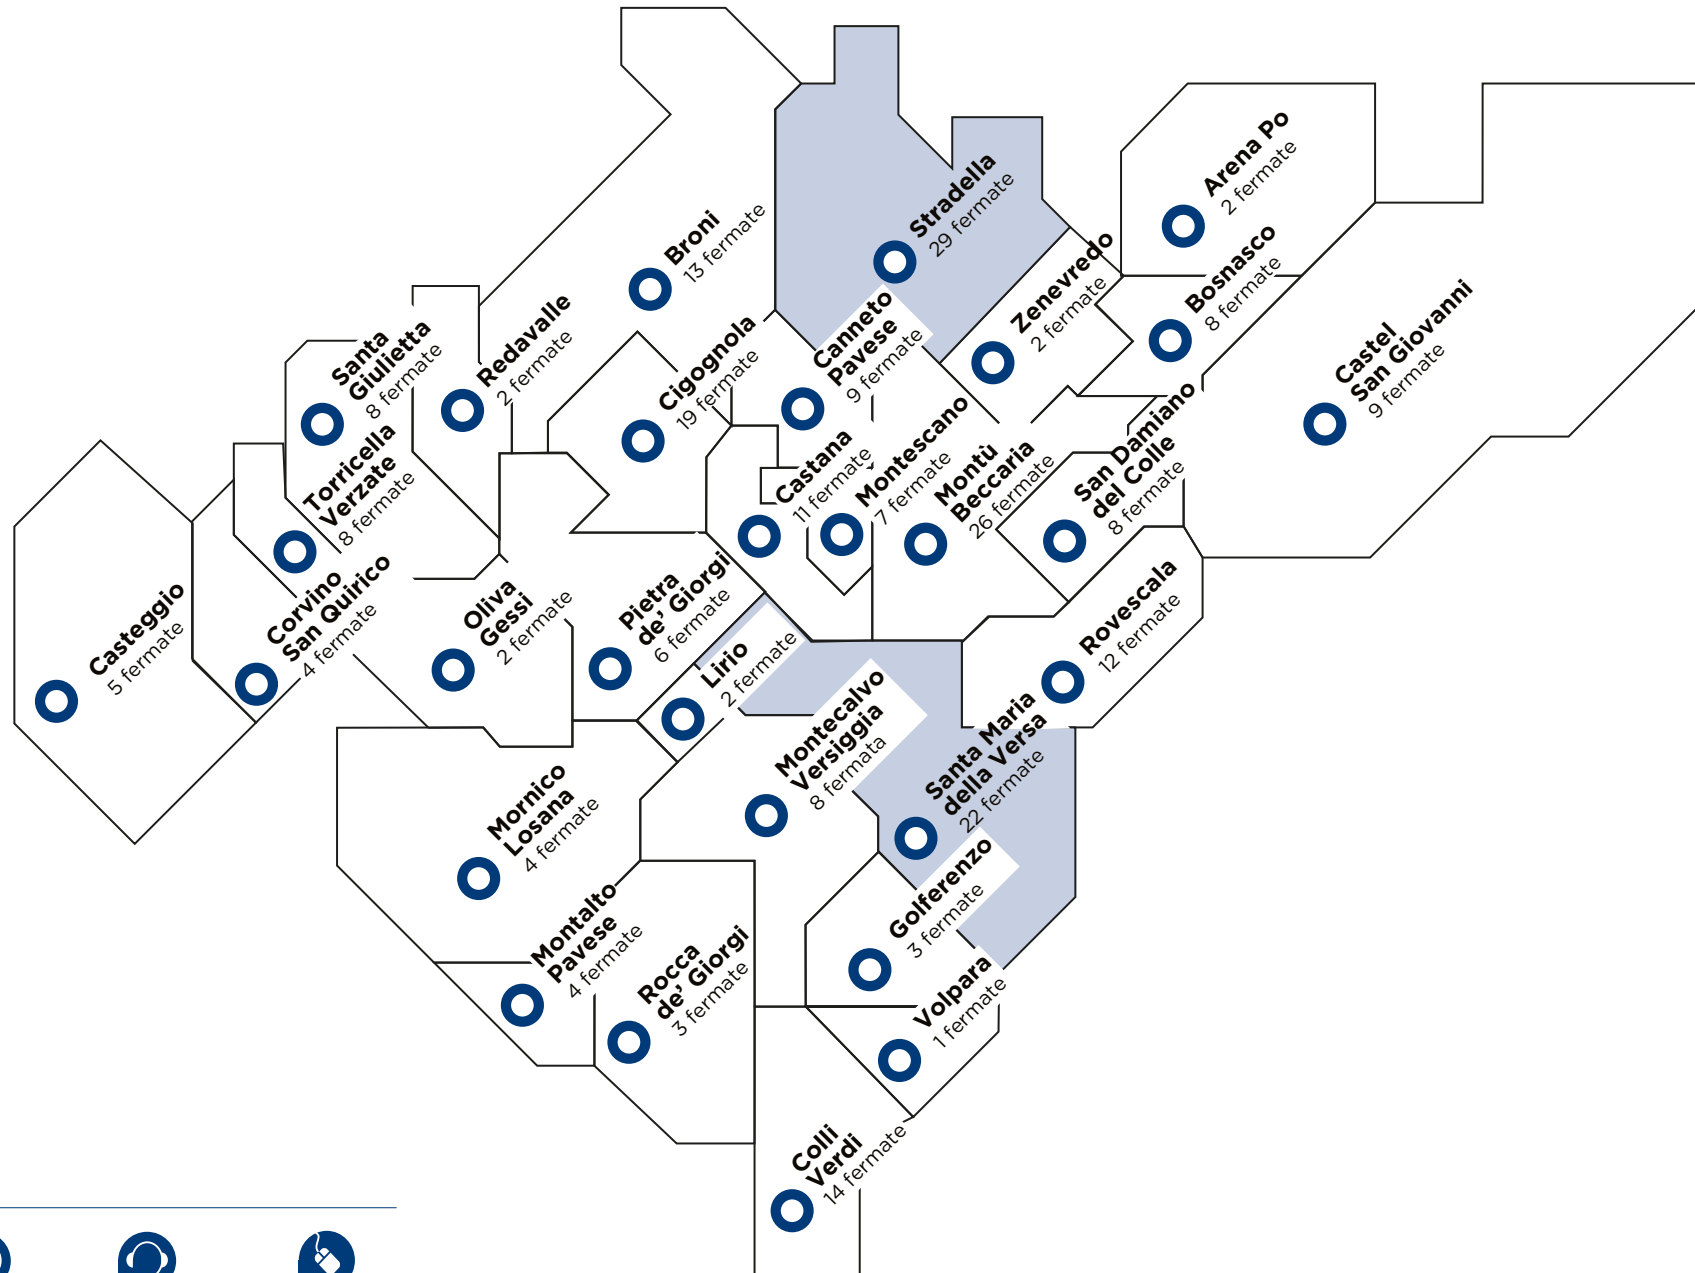 Arena Po
2 fermate
Stradella
29 fermate
Broni
13 fermate
Zenevredo
2 fermate
Bosnasco
8 fermate
Castel
San Giovanni
9 fermate
Santa
Giulietta
8 fermate
Redavalle
2 fermate
Cigognola
19 fermate
Canneto
Pavese
9 fermate
Torricella
Verzate
8 fermate
Castana
11 fermate
Montescano
7 fermate
Montù
Beccaria
26 fermate
San Damiano
del Colle
8 fermate
Casteggio
5 fermate
Corvino
San Quirico
4 fermate
Oliva
Gessi
2 fermate
Pietra
de’ Giorgi
6 fermate
Lirio
2 fermate
Rovescala
12 fermate
Montecalvo
Versiggia
8 fermata
Santa Maria
della Versa
22 fermate
Mornico
Losana
4 fermate
Golferenzo
3 fermate
Montalto
Pavese
4 fermate
Rocca
de’ Giorgi
3 fermate
Volpara
1 fermate
Colli
Verdi
14 fermate